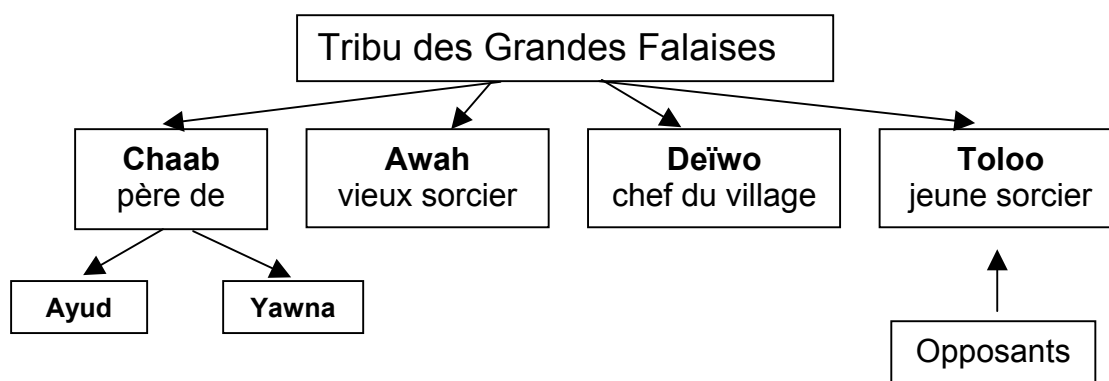 Tribu des Grandes Falaises
Chaab
père de
Awah
vieux sorcier
Deïwo
chef du village
Toloo
jeune sorcier
Ayud
Yawna
Opposants